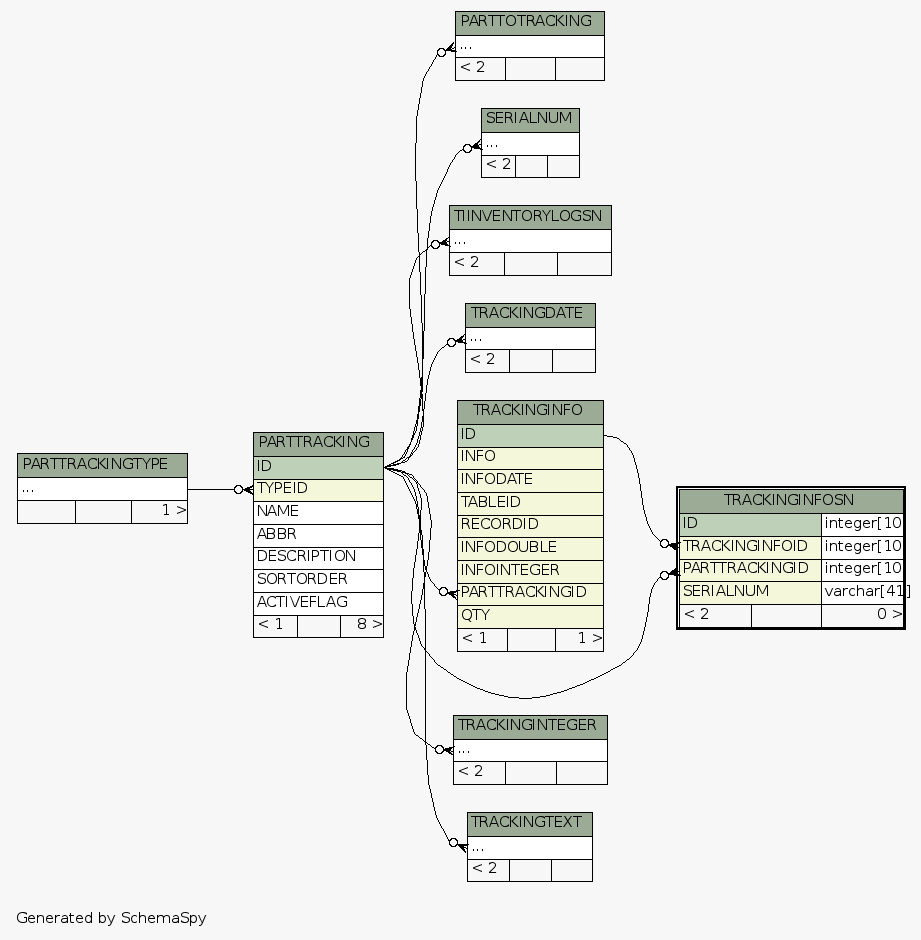 PARTTOTRACKING
...
< 2
SERIALNUM
...
< 2
TIINVENTORYLOGSN
...
< 2
TRACKINGDATE
...
< 2
TRACKINGINFO
ID
INFO
INFODATE
TABLEID
RECORDID
INFODOUBLE
INFOINTEGER
PARTTRACKINGID
QTY
< 1 1 >
PARTTRACKING
ID
TYPEID
NAME
ABBR
DESCRIPTION
SORTORDER
ACTIVEFLAG
< 1 8 >
PARTTRACKINGTYPE
...
1 >
TRACKINGINFOSN
ID integer[10
TRACKINGINFOID integer[10
PARTTRACKINGID integer[10
SERIALNUM varchar[41]
< 2 0 >
TRACKINGINTEGER
...
< 2
TRACKINGTEXT
...
< 2
Generated by SchemaSpy